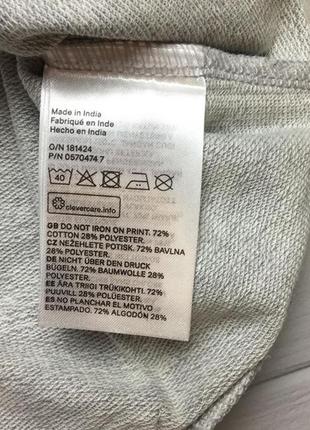 Made in India
Fabriqué en Inde
Hecho en India
O/N 181424
P/N 0570474 7
40
clevercare.info
GB DO NOT IRON ON PRINT. 72%
COTTON 28% POLYESTER.
CZ NEŽEHLETE POTISK. 72% BAVLNA
28% POLYESTER.
DE NICHT ÜBER DEN DRUCK
BÜGELN. 72% BAUMWOLLE 28%
POLYESTER.
EE ÄRA TRIIGI TRÜKIKOHTI. 72%
PUUVILL 28% POLÜESTER.
ES NO PLANCHAR EL MOTIVO
ESTAMPADO. 72% ALGODÓN 28%